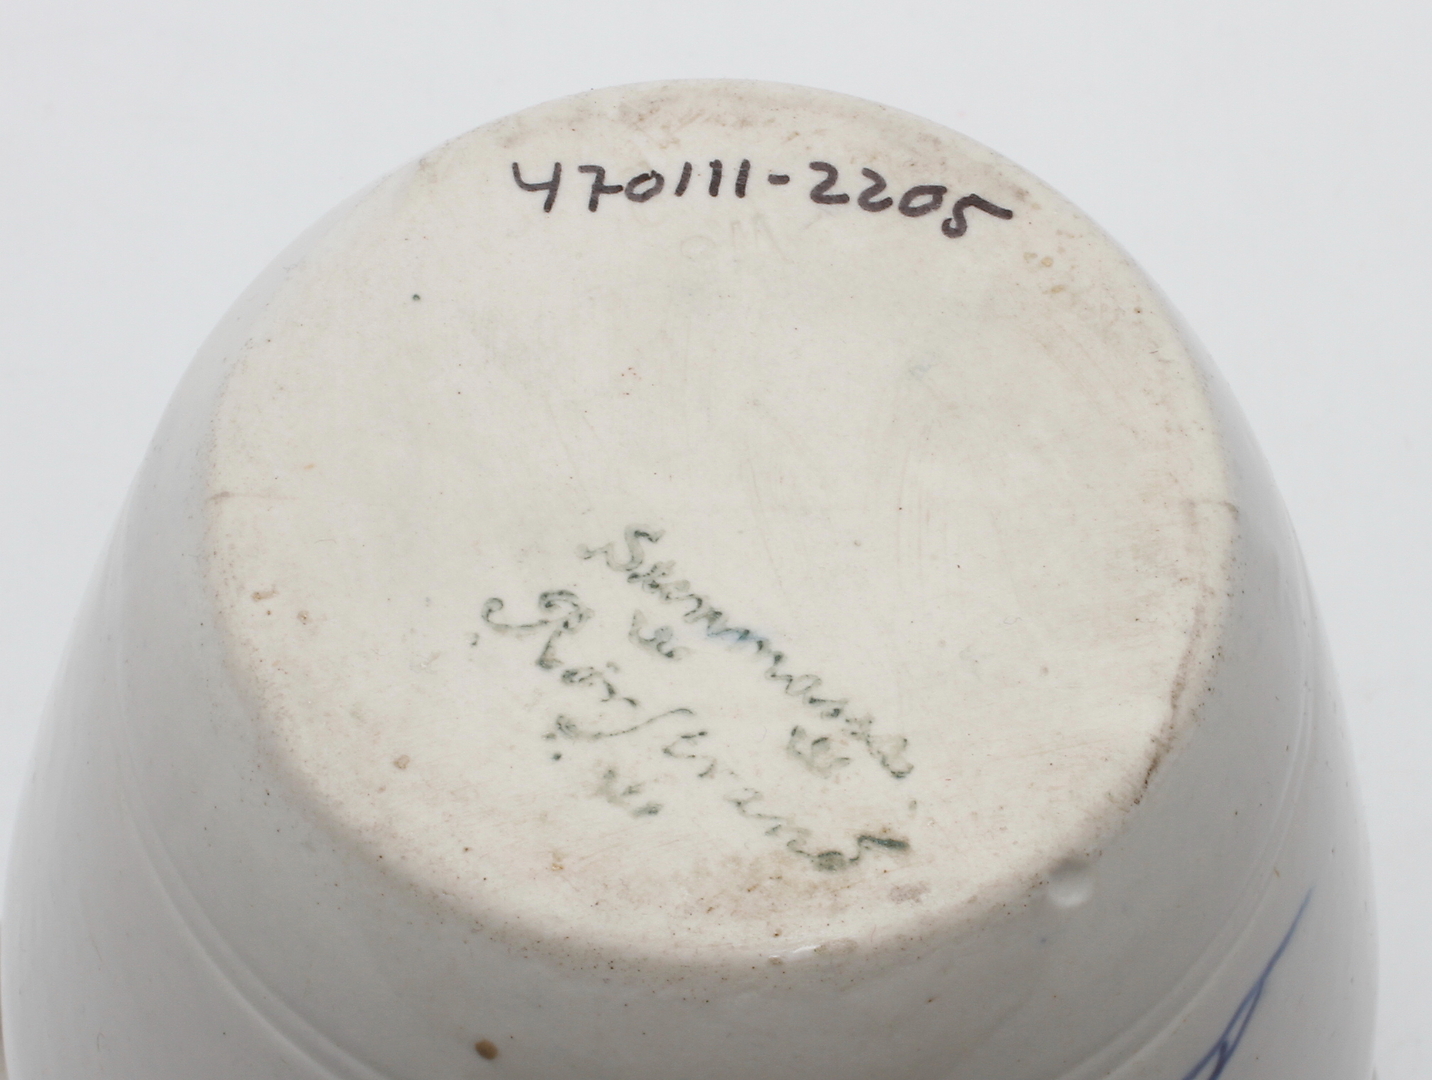 470111-2205
Stenmassa
Rörstrand